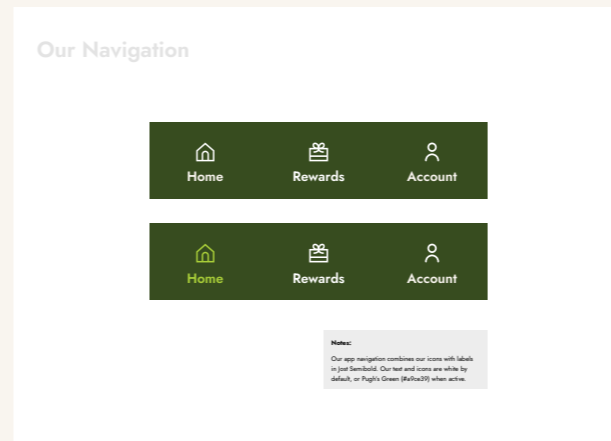 Our Navigation
Home Rewards Account
Home Rewards Account
Notes:
Our app navigation combines our icons with labels
in Jost Semibold. Our text and icons are white by
default, or Pugh's Green (#a9ce39) when active.